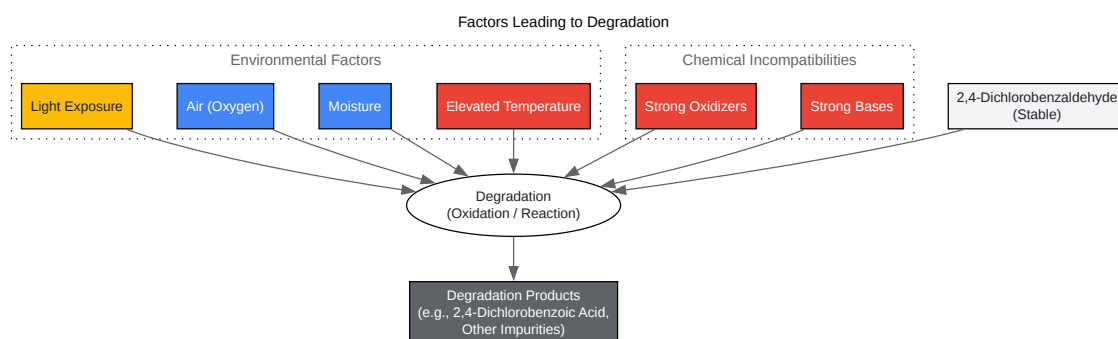 Factors Leading to Degradation
Environmental Factors
Chemical Incompatibilities
Light Exposure
Air (Oxygen)
Moisture
Elevated Temperature
Strong Oxidizers
Strong Bases
2,4-Dichlorobenzaldehyde
(Stable)
Degradation
(Oxidation / Reaction)
Degradation Products
(e.g., 2,4-Dichlorobenzoic Acid,
Other Impurities)